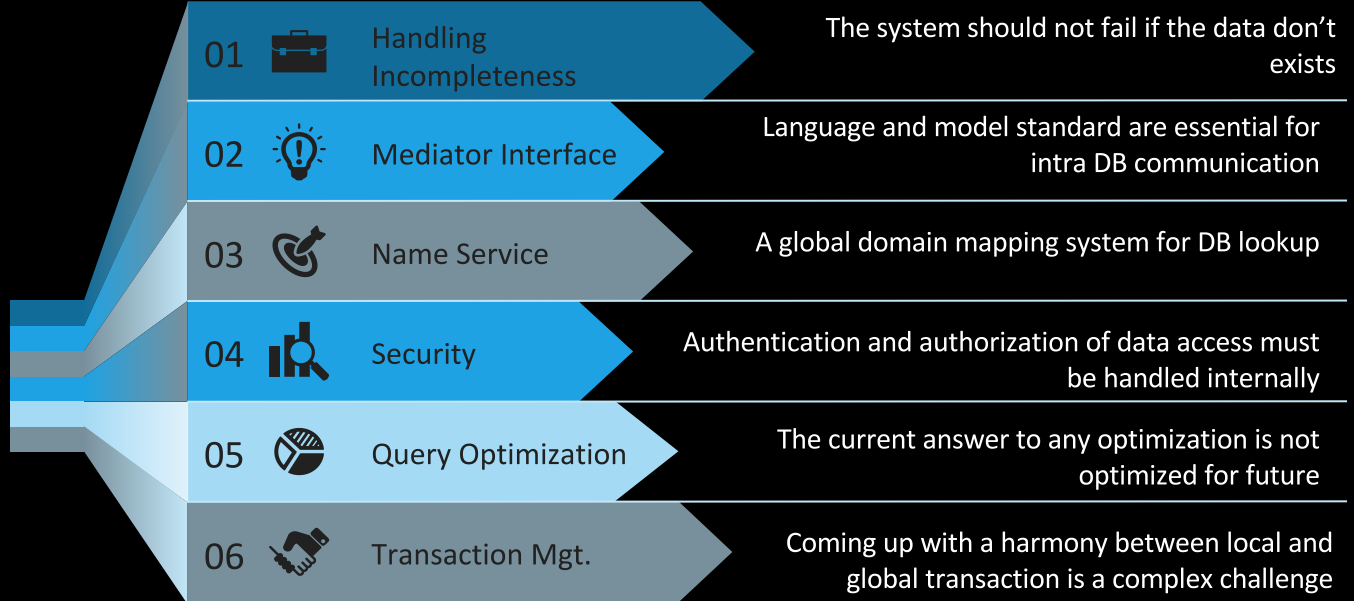 01
Handling
Incompleteness
The system should not fail if the data don’t
exists
02
Mediator Interface
Language and model standard are essential for
intra DB communication
03
Name Service
A global domain mapping system for DB lookup
04
Security
Authentication and authorization of data access must
be handled internally
05
Query Optimization
The current answer to any optimization is not
optimized for future
06
Transaction Mgt.
Coming up with a harmony between local and
global transaction is a complex challenge